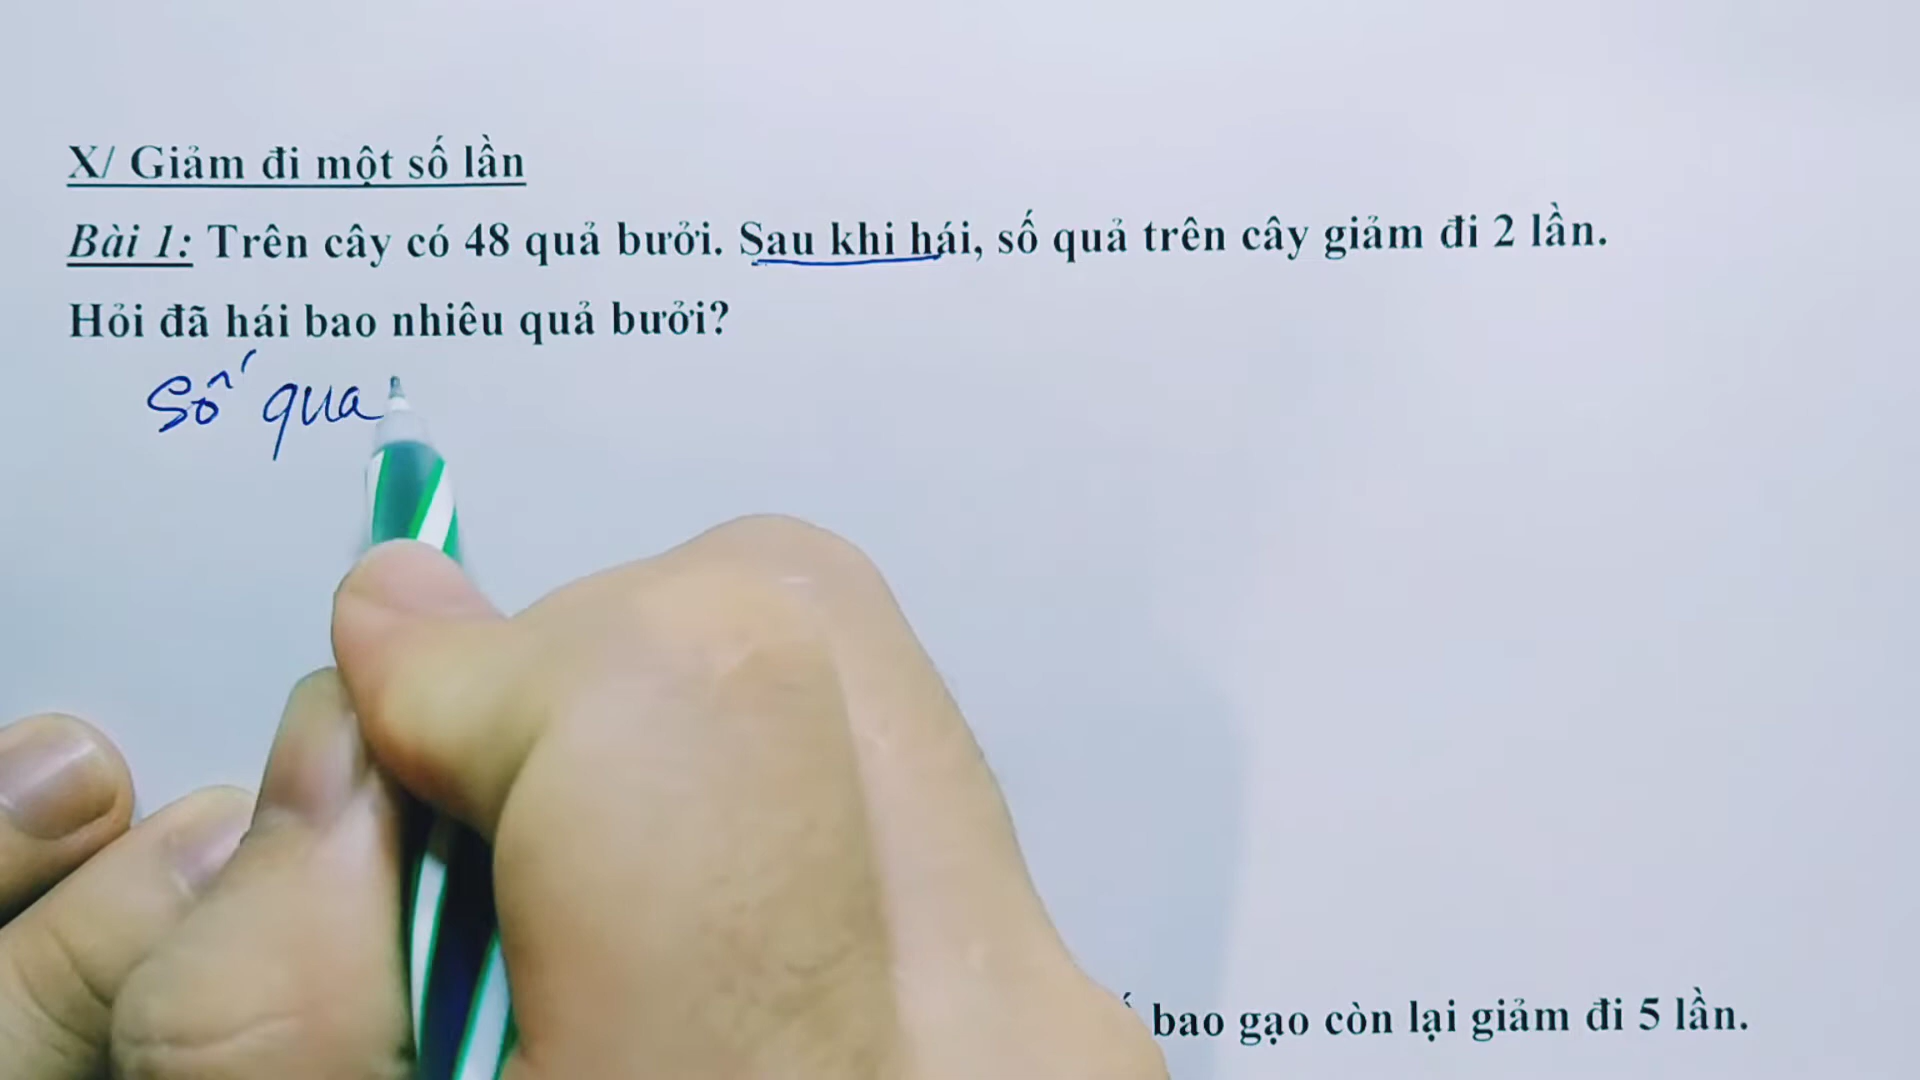 X/ Giảm đi một số lần
Bài 1: Trên cây có 48 quả bưởi. Sau khi hái, số quả trên cây giảm đi 2 lần.
Hỏi đã hái bao nhiêu quả bưởi?
Số qua
bao gạo còn lại giảm đi 5 lần.